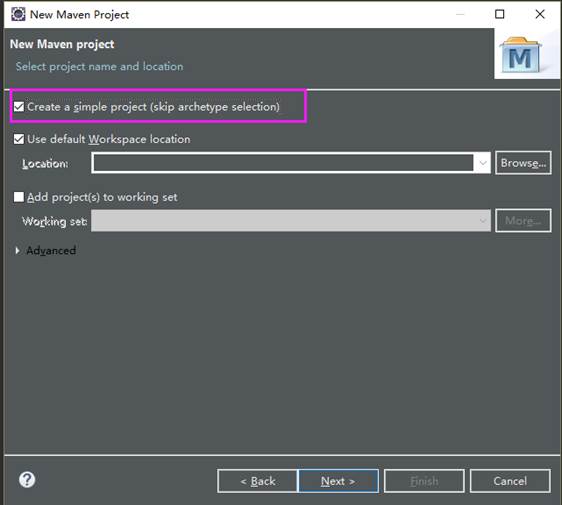 New Maven Project
New Maven project
Select project name and location
M
Create a simple project (skip archetype selection)
Use default Workspace location
Location:
Browse...
Add project(s) to working set
Working set:
More...
Advanced
?
< Back
Next >
Finish
Cancel